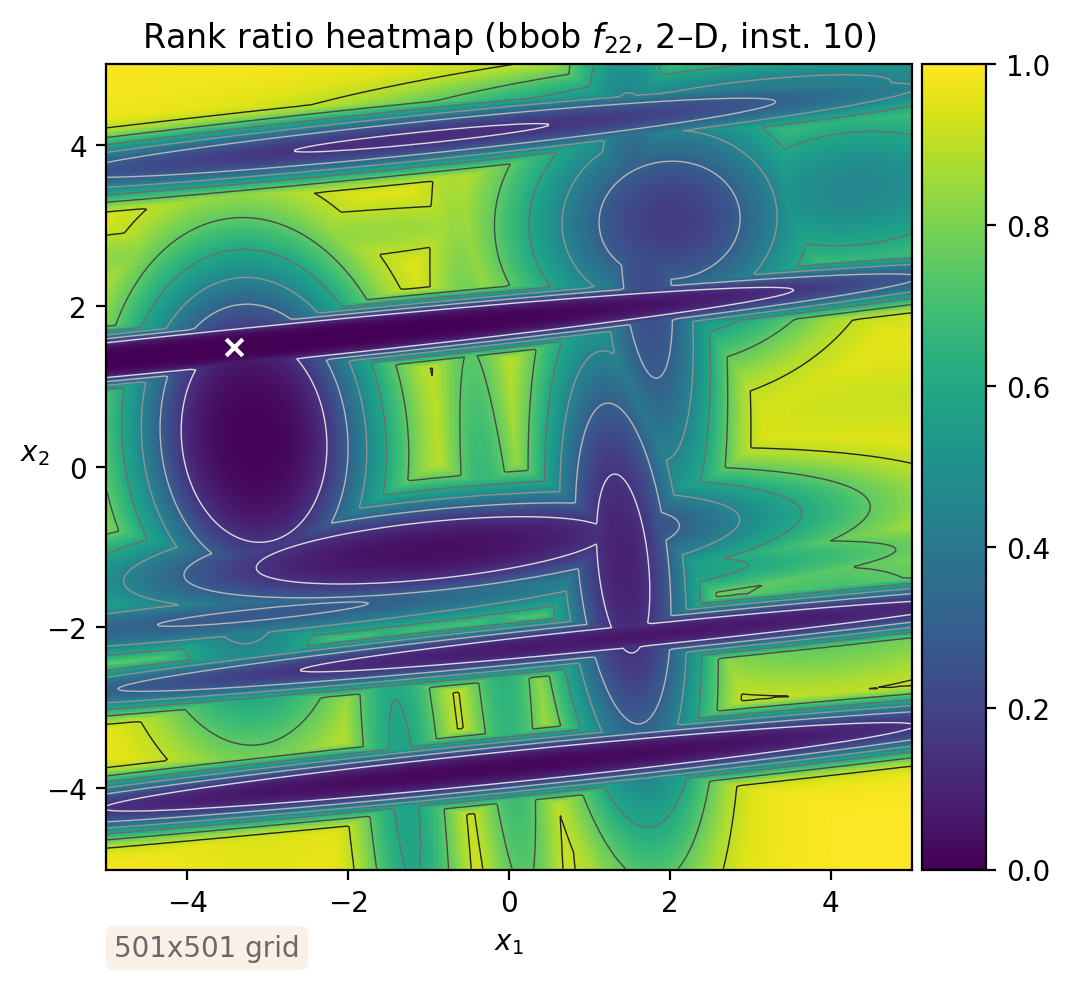 Rank ratio heatmap (bbob f₂₂, 2–D, inst. 10)
1.0
4
0.8
2
0.6
x₂
0
0.4
−2
0.2
−4
0.0
−4 −2 0 2 4
x₁
501x501 grid